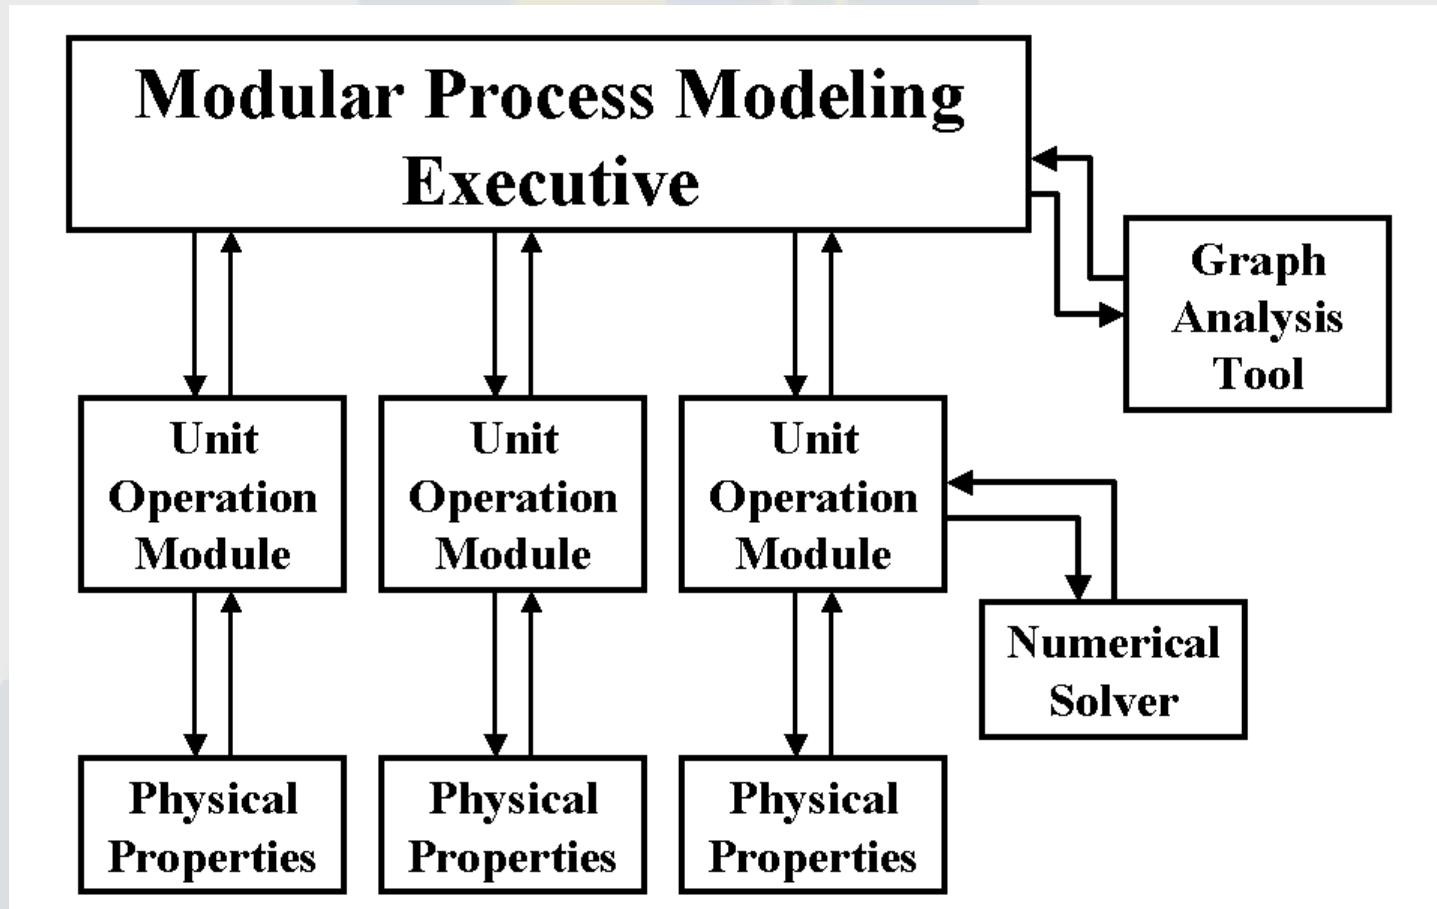 Modular Process Modeling
Executive
Graph
Analysis
Tool
Unit
Operation
Module
Unit
Operation
Module
Unit
Operation
Module
Numerical
Solver
Physical
Properties
Physical
Properties
Physical
Properties